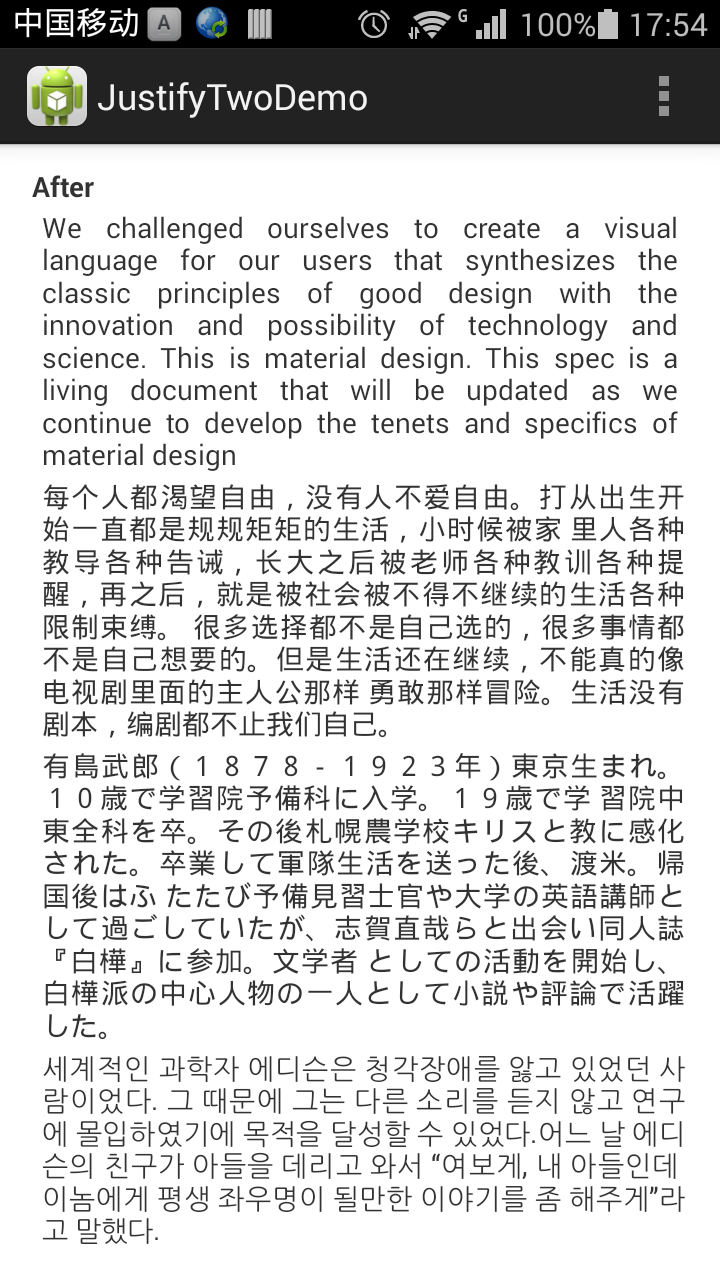 中国移动 A G 100% 17:54
JustifyTwoDemo
After
We challenged ourselves to create a visual
language for our users that synthesizes the
classic principles of good design with the
innovation and possibility of technology and
science. This is material design. This spec is a
living document that will be updated as we
continue to develop the tenets and specifics of
material design
每个人都渴望自由，没有人不爱自由。打从出生开
始一直都是规规矩矩的生活，小时候被家 里人各种
教导各种告诫，长大之后被老师各种教训各种提
醒，再之后，就是被社会被不得不继续的生活各种
限制束缚。 很多选择都不是自己选的，很多事情都
不是自己想要的。但是生活还在继续，不能真的像
电视剧里面的主人公那样 勇敢那样冒险。生活没有
剧本，编剧都不止我们自己。
有島武郎（１８７８－１９２３年）東京生まれ。
１０歳で学習院予備科に入学。１９歳で学 習院中
東全科を卒。その後札幌農学校キリスと教に感化
された。卒業して軍隊生活を送った後、渡米。帰
国後はふ たたび予備見習士官や大学の英語講師と
して過ごしていたが、志賀直哉らと出会い同人誌
『白樺』に参加。文学者 としての活動を開始し、
白樺派の中心人物の一人として小説や評論で活躍
した。
세계적인 과학자 에디슨은 청각장애를 앓고 있었던 사
람이었다. 그 때문에 그는 다른 소리를 듣지 않고 연구
에 몰입하였기에 목적을 달성할 수 있었다.어느 날 에디
슨의 친구가 아들을 데리고 와서 “여보게, 내 아들인데
이놈에게 평생 좌우명이 될만한 이야기를 좀 해주게”라
고 말했다.